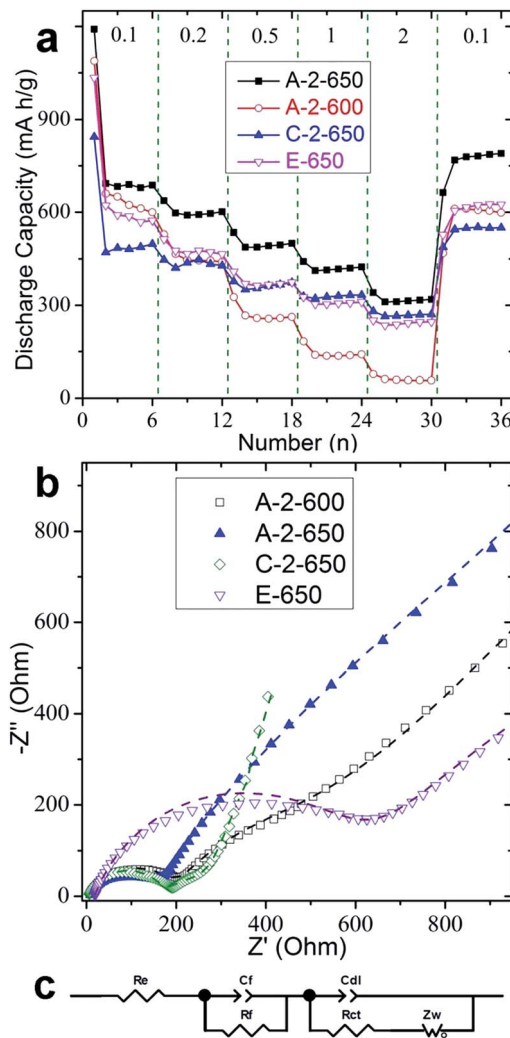 a
0.1 0.2 0.5 1 2 0.1
A-2-650
A-2-600
C-2-650
E-650
Discharge Capacity (mA h/g)
900
600
300
0
0 6 12 18 24 30 36
Number (n)
b
A-2-600
A-2-650
C-2-650
E-650
-Z'' (Ohm)
800
600
400
200
0
0 200 400 600 800
Z' (Ohm)
c
Re Cf Cdl
Rf Rct Zw